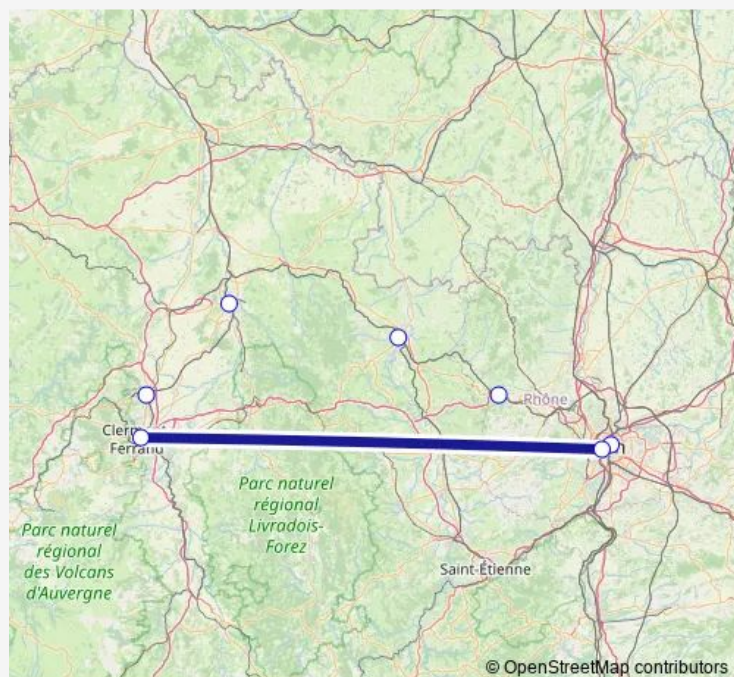 Rhône
Clerm
Ferrand
Parc naturel
régional
Livradois-
Forez
Parc naturel
régional
des Volcans
d'Auvergne
Saint-Étienne
© OpenStreetMap contributors